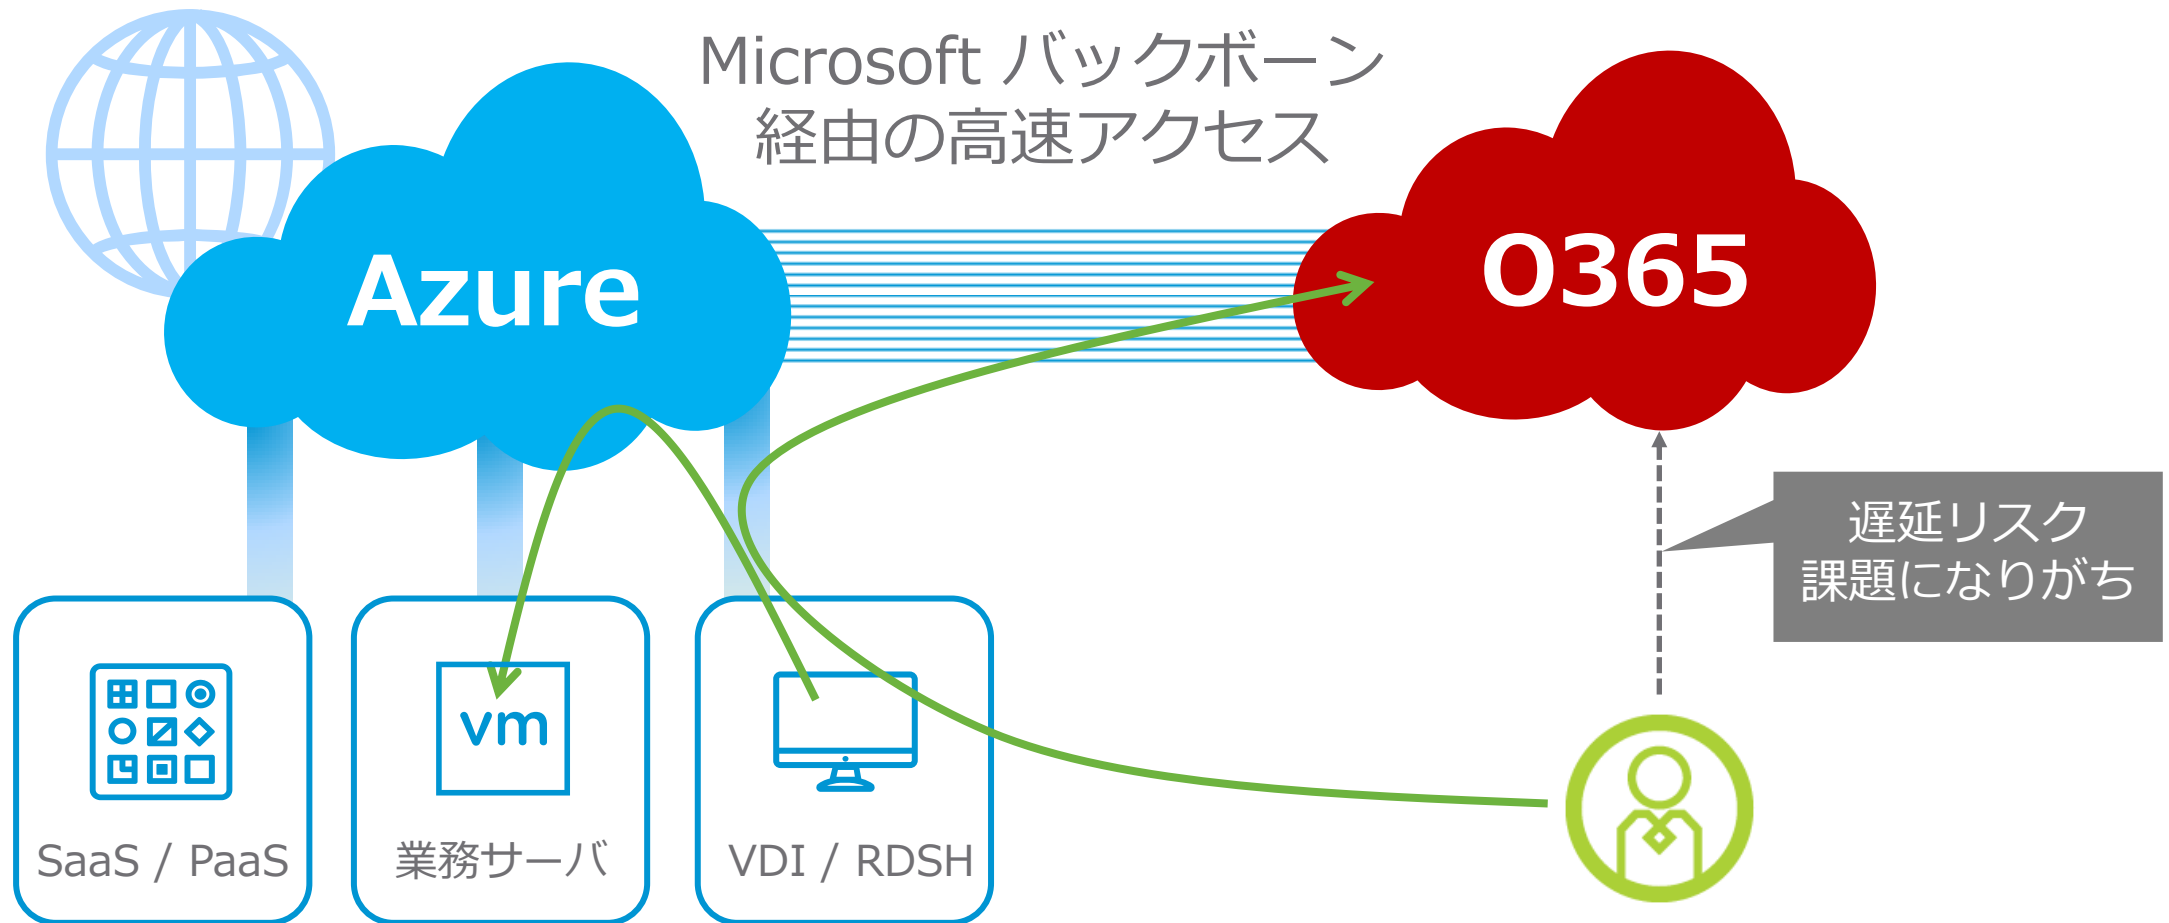 Microsoft バックボーン
経由の高速アクセス
Azure
O365
遅延リスク
課題になりがち
vm
SaaS / PaaS
業務サーバ
VDI / RDSH